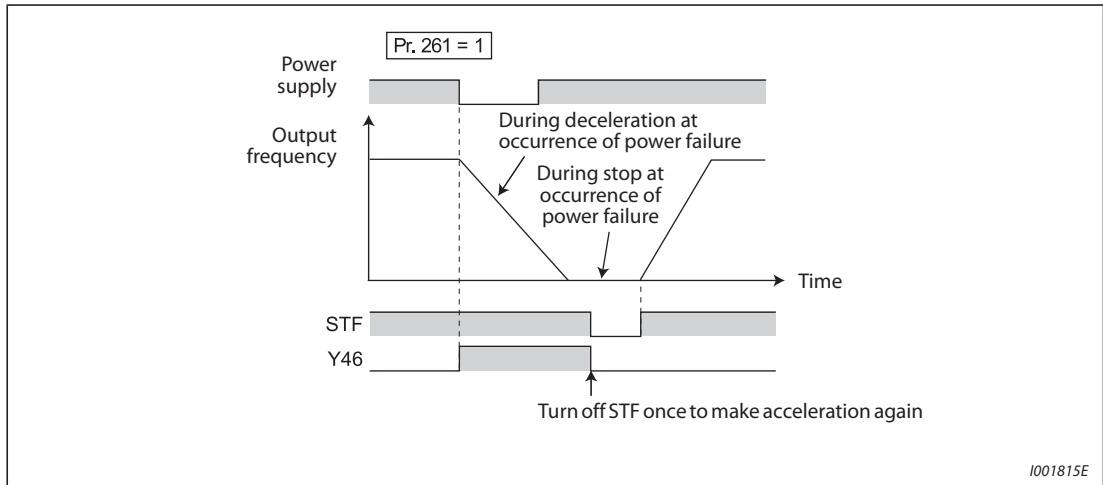 Pr. 261 = 1
Power
supply
Output
frequency
During deceleration at
occurrence of power failure
During stop at
occurrence of
power failure
Time
STF
Y46
Turn off STF once to make acceleration again
I001815E